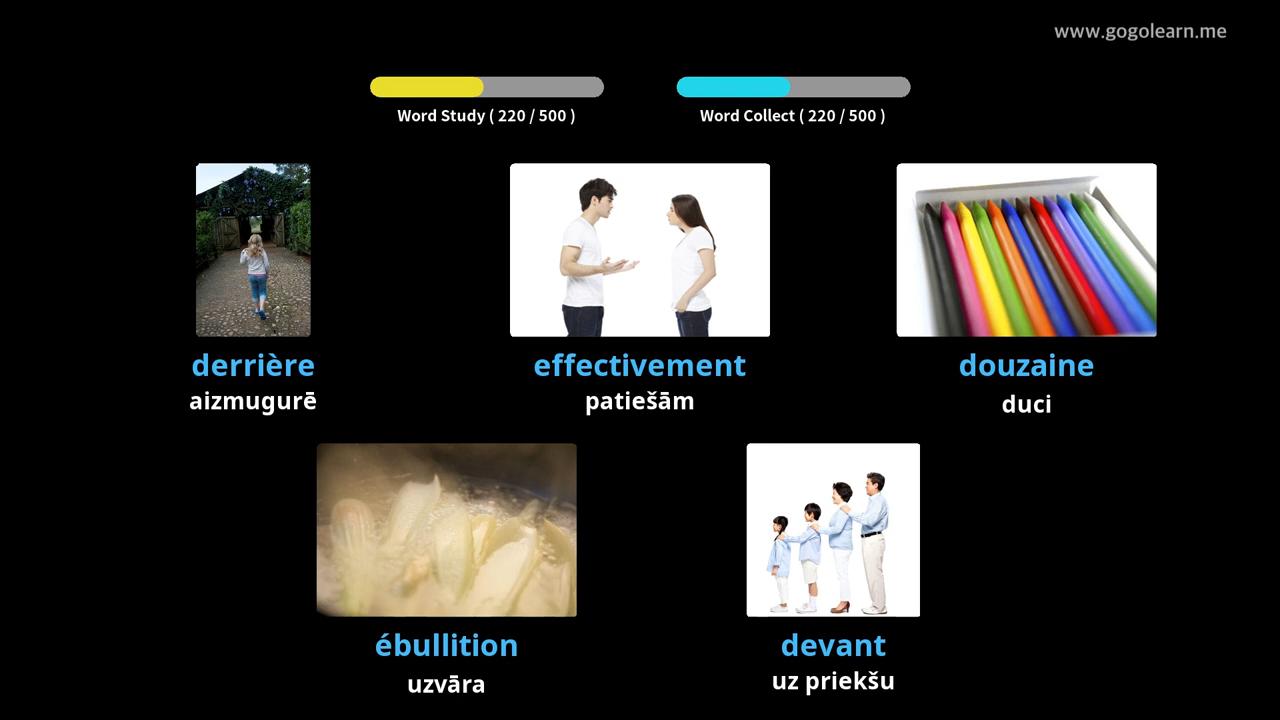 www.gogolearn.me
Word Study ( 220 / 500 )
Word Collect ( 220 / 500 )
derrière
aizmugurē
effectivement
patiešām
douzaine
duci
ébullition
uzvāra
devant
uz priekšu